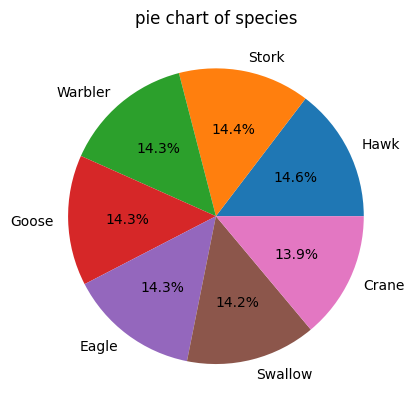 pie chart of species
Stork
Warbler
Hawk
14.4%
14.3%
14.6%
Goose
14.3%
13.9%
Crane
14.3%
14.2%
Eagle
Swallow